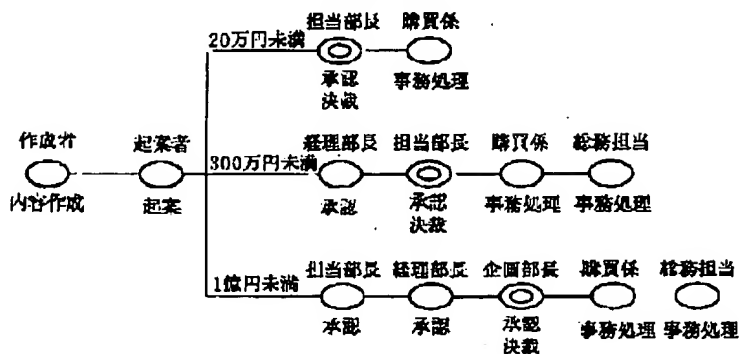 担当部長 購買係
20万円未満
承認 事務処理
決裁
作成者 起案者 経理部長 担当部長 購買係 総務担当
300万円未満
内容作成 起案 承認 承認 事務処理 事務処理
決裁
担当部長 経理部長 企画部長 購買係 総務担当
1億円未満
承認 承認 承認 事務処理 事務処理
決裁